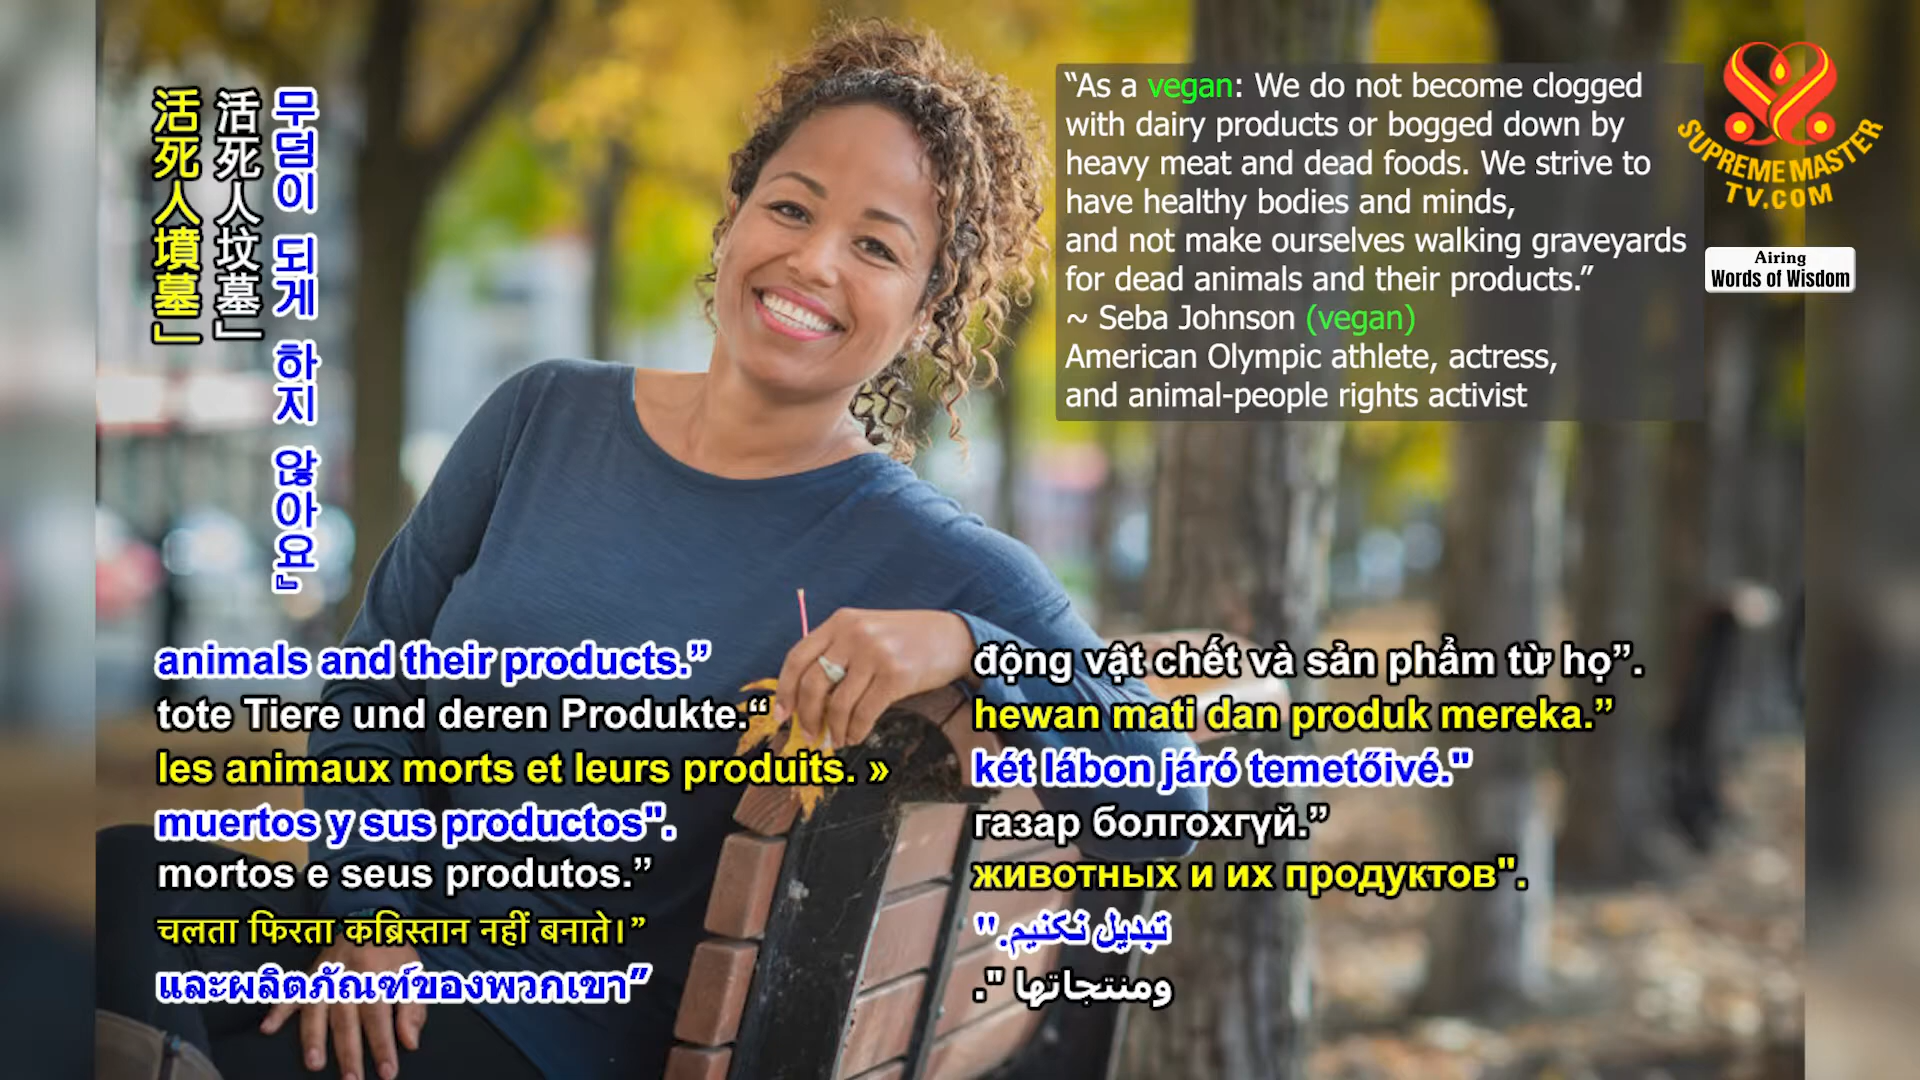 “As a vegan: We do not become clogged
with dairy products or bogged down by
heavy meat and dead foods. We strive to
have healthy bodies and minds,
and not make ourselves walking graveyards
for dead animals and their products.”
~ Seba Johnson (vegan)
American Olympic athlete, actress,
and animal-people rights activist
SUPREME MASTER
TV.COM
Airing
Words of Wisdom
무덤이 되게 하지 않아요』
活死人坟墓」
活死人墳墓」
animals and their products.”
tote Tiere und deren Produkte.“
les animaux morts et leurs produits. »
muertos y sus productos".
mortos e seus produtos.”
चलता फिरता कब्रिस्तान नहीं बनाते।”
และผลิตภัณฑ์ของพวกเขา”
động vật chết và sản phẩm từ họ”.
hewan mati dan produk mereka.”
két lábon járó temetőivé."
газар болгохгүй.”
животных и их продуктов".
تبدیل نکنیم."
ومنتجاتها ".